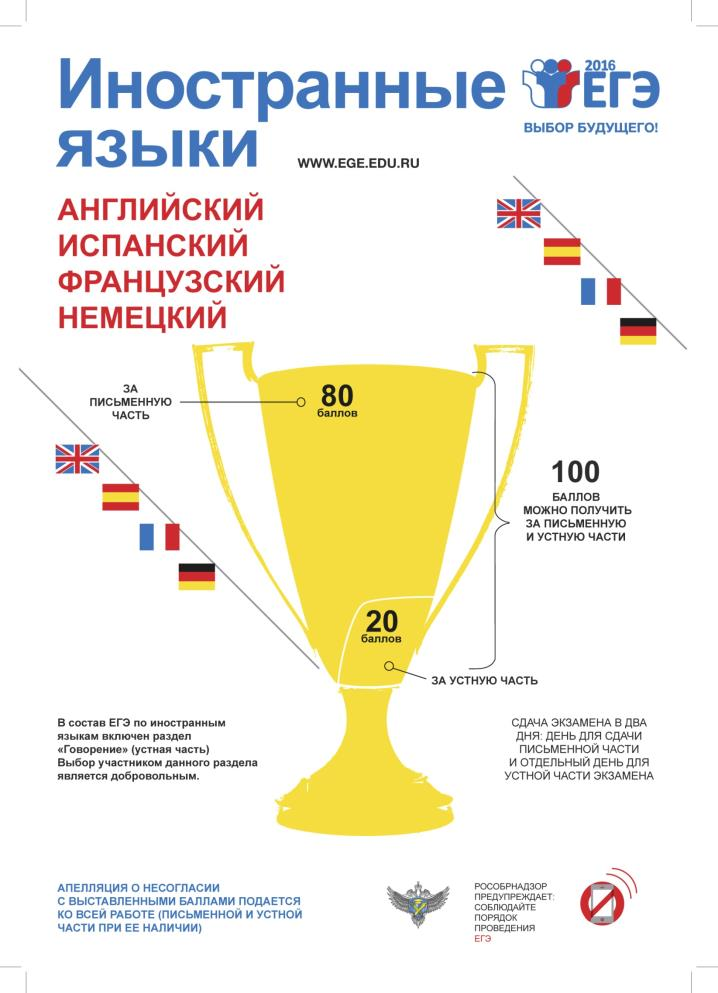 Иностранные
языки
2016
ЕГЭ
ВЫБОР БУДУЩЕГО!
WWW.EGE.EDU.RU
АНГЛИЙСКИЙ
ИСПАНСКИЙ
ФРАНЦУЗСКИЙ
НЕМЕЦКИЙ
ЗА
ПИСЬМЕННУЮ
ЧАСТЬ
80
баллов
100
БАЛЛОВ
МОЖНО ПОЛУЧИТЬ
ЗА ПИСЬМЕННУЮ
И УСТНУЮ ЧАСТИ
20
баллов
ЗА УСТНУЮ ЧАСТЬ
В состав ЕГЭ по иностранным
языкам включен раздел
«Говорение» (устная часть)
Выбор участником данного раздела
является добровольным.
СДАЧА ЭКЗАМЕНА В ДВА
ДНЯ: ДЕНЬ ДЛЯ СДАЧИ
ПИСЬМЕННОЙ ЧАСТИ
И ОТДЕЛЬНЫЙ ДЕНЬ ДЛЯ
УСТНОЙ ЧАСТИ ЭКЗАМЕНА
АПЕЛЛЯЦИЯ О НЕСОГЛАСИИ
С ВЫСТАВЛЕННЫМИ БАЛЛАМИ ПОДАЕТСЯ
КО ВСЕЙ РАБОТЕ (ПИСЬМЕННОЙ И УСТНОЙ
ЧАСТИ ПРИ ЕЕ НАЛИЧИИ)
РОСОБРНАДЗОР
ПРЕДУПРЕЖДАЕТ:
СОБЛЮДАЙТЕ
ПОРЯДОК
ПРОВЕДЕНИЯ
ЕГЭ